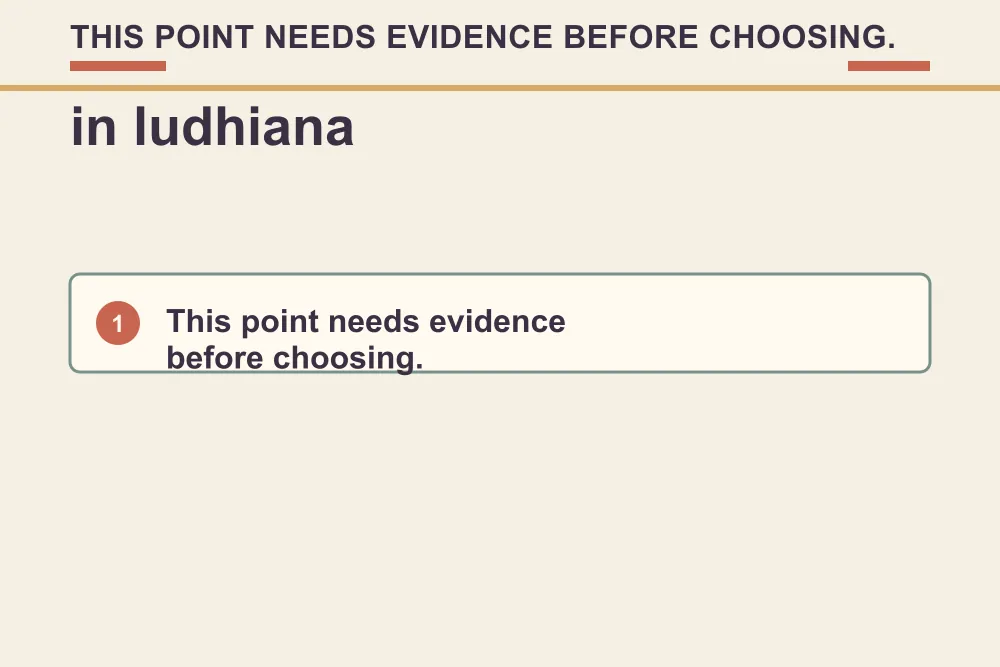 THIS POINT NEEDS EVIDENCE BEFORE CHOOSING.
in ludhiana
1
This point needs evidence
before choosing.